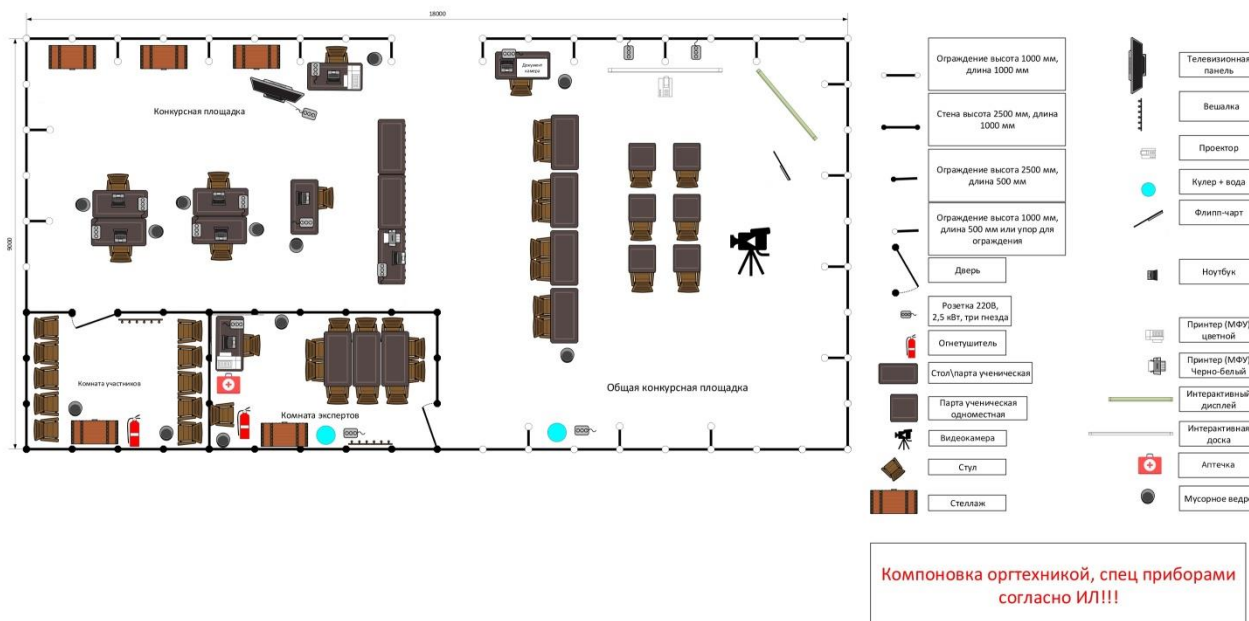 18000
9000
Документ
камера
Конкурсная площадка
Комната участников
Комната экспертов
Общая конкурсная площадка
Ограждение высота 1000 мм,
длина 1000 мм
Стена высота 2500 мм, длина
1000 мм
Ограждение высота 2500 мм,
длина 500 мм
Ограждение высота 1000 мм,
длина 500 мм или упор для
ограждения
Дверь
Розетка 220В,
2,5 кВт, три гнезда
Огнетушитель
Стол\парта ученическая
Парта ученическая
одноместная
Видеокамера
Стул
Стеллаж
Телевизионная
панель
Вешалка
Проектор
Кулер + вода
Флипп-чарт
Ноутбук
Принтер (МФУ)
цветной
Принтер (МФУ)
Черно-белый
Интерактивный
дисплей
Интерактивная
доска
Аптечка
Мусорное ведро
Компоновка оргтехникой, спец приборами
согласно ИЛ!!!